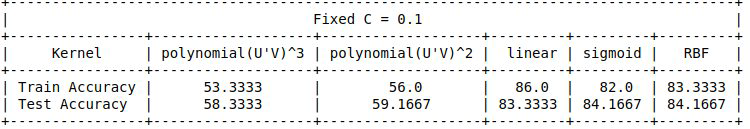 Fixed C = 0.1
| Kernel | polynomial(U'V)^3 | polynomial(U'V)^2 | linear | sigmoid | RBF |
| Train Accuracy | 53.3333 | 56.0 | 86.0 | 82.0 | 83.3333 |
| Test Accuracy | 58.3333 | 59.1667 | 83.3333 | 84.1667 | 84.1667 |